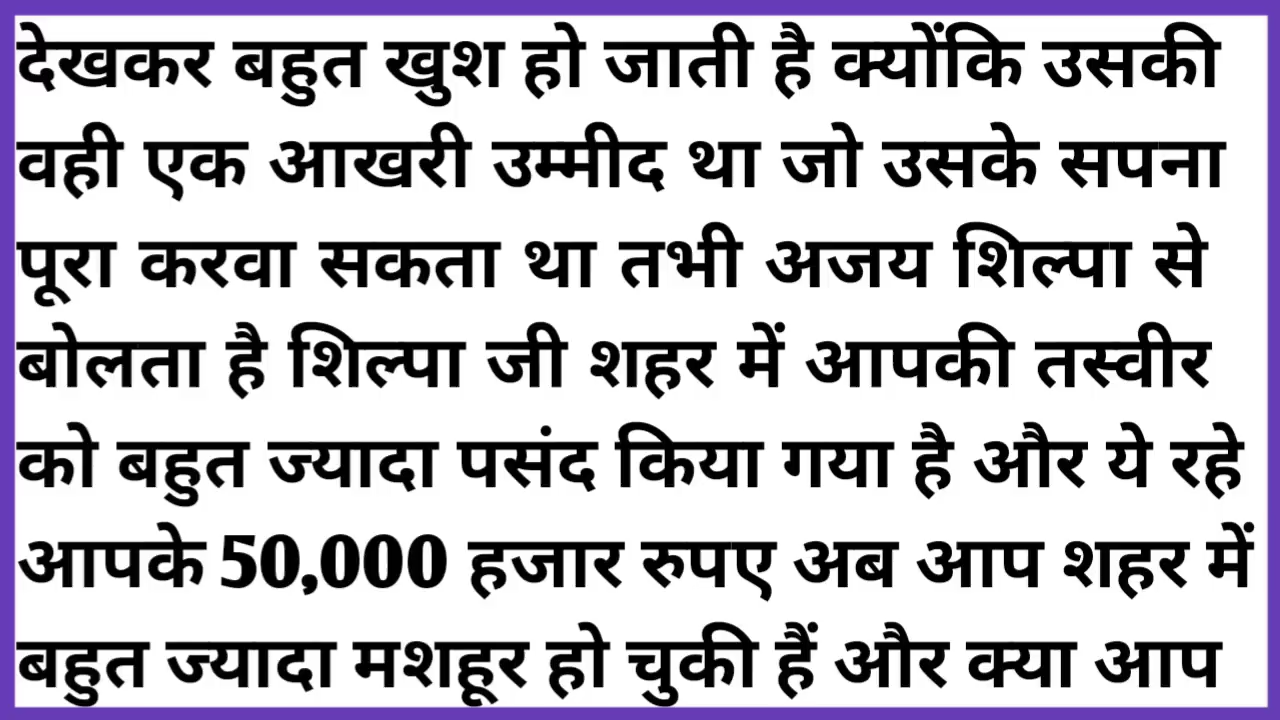 देखकर बहुत खुश हो जाती है क्योंकि उसकी
वही एक आखरी उम्मीद था जो उसके सपना
पूरा करवा सकता था तभी अजय शिल्पा से
बोलता है शिल्पा जी शहर में आपकी तस्वीर
को बहुत ज्यादा पसंद किया गया है और ये रहे
आपके 50,000 हजार रुपए अब आप शहर में
बहुत ज्यादा मशहूर हो चुकी हैं और क्या आप